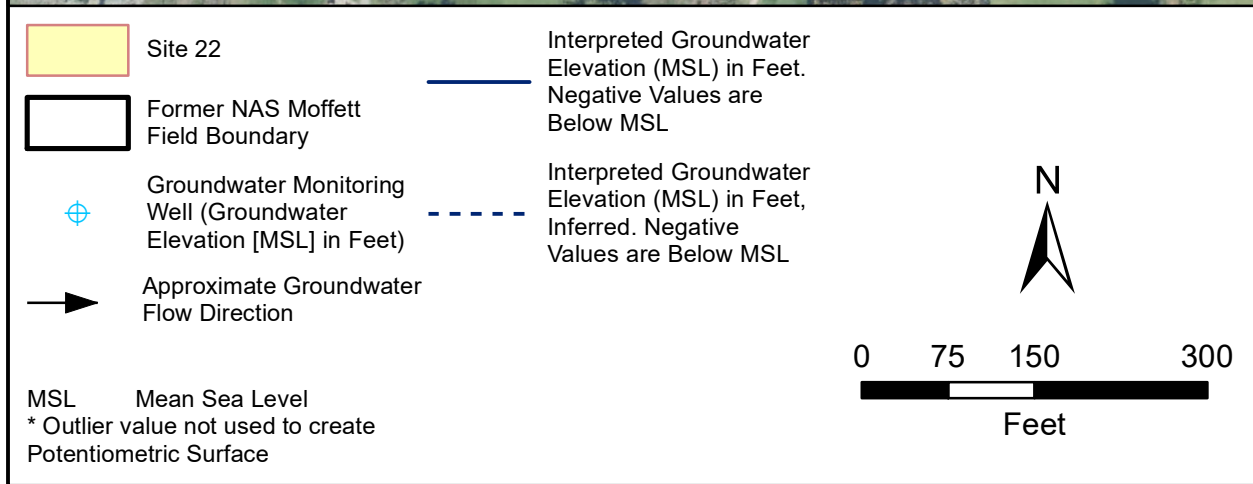 Site 22
Former NAS Moffett
Field Boundary
Groundwater Monitoring
Well (Groundwater
Elevation [MSL] in Feet)
Approximate Groundwater
Flow Direction
MSL Mean Sea Level
* Outlier value not used to create
Potentiometric Surface
Interpreted Groundwater
Elevation (MSL) in Feet.
Negative Values are
Below MSL
Interpreted Groundwater
Elevation (MSL) in Feet,
Inferred. Negative
Values are Below MSL
N
0 75 150 300
Feet